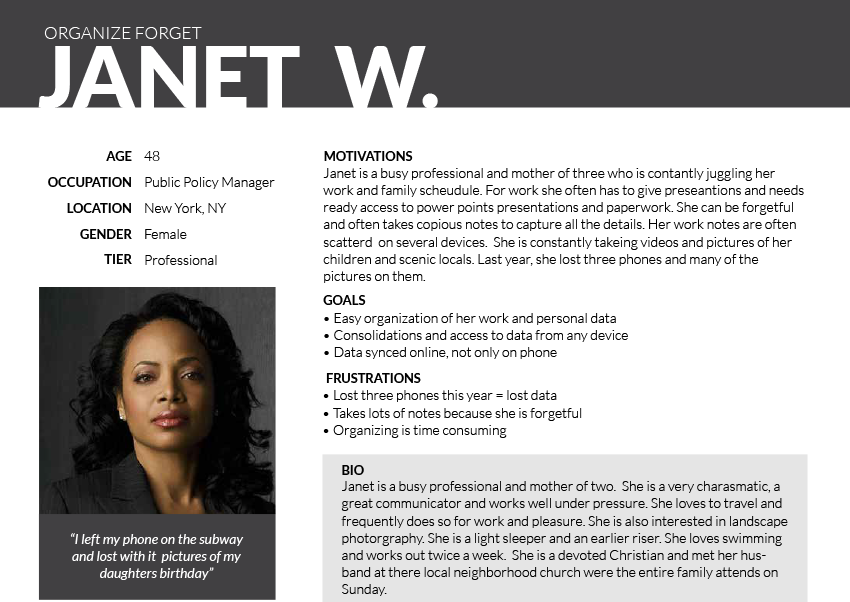 ORGANIZE FORGET
JANET W.
AGE 48
OCCUPATION Public Policy Manager
LOCATION New York, NY
GENDER Female
TIER Professional
“I left my phone on the subway
and lost with it pictures of my
daughters birthday”
MOTIVATIONS
Janet is a busy professional and mother of three who is contantly juggling her
work and family scheudule. For work she often has to give preseantions and needs
ready access to power points presentations and paperwork. She can be forgetful
and often takes copious notes to capture all the details. Her work notes are often
scatterd on several devices. She is constantly takeing videos and pictures of her
children and scenic locals. Last year, she lost three phones and many of the
pictures on them.
GOALS
• Easy organization of her work and personal data
• Consolidations and access to data from any device
• Data synced online, not only on phone
FRUSTRATIONS
• Lost three phones this year = lost data
• Takes lots of notes because she is forgetful
• Organizing is time consuming
BIO
Janet is a busy professional and mother of two. She is a very charasmatic, a
great communicator and works well under pressure. She loves to travel and
frequently does so for work and pleasure. She is also interested in landscape
photorgraphy. She is a light sleeper and an earlier riser. She loves swimming
and works out twice a week. She is a devoted Christian and met her hus-
band at there local neighborhood church were the entire family attends on
Sunday.